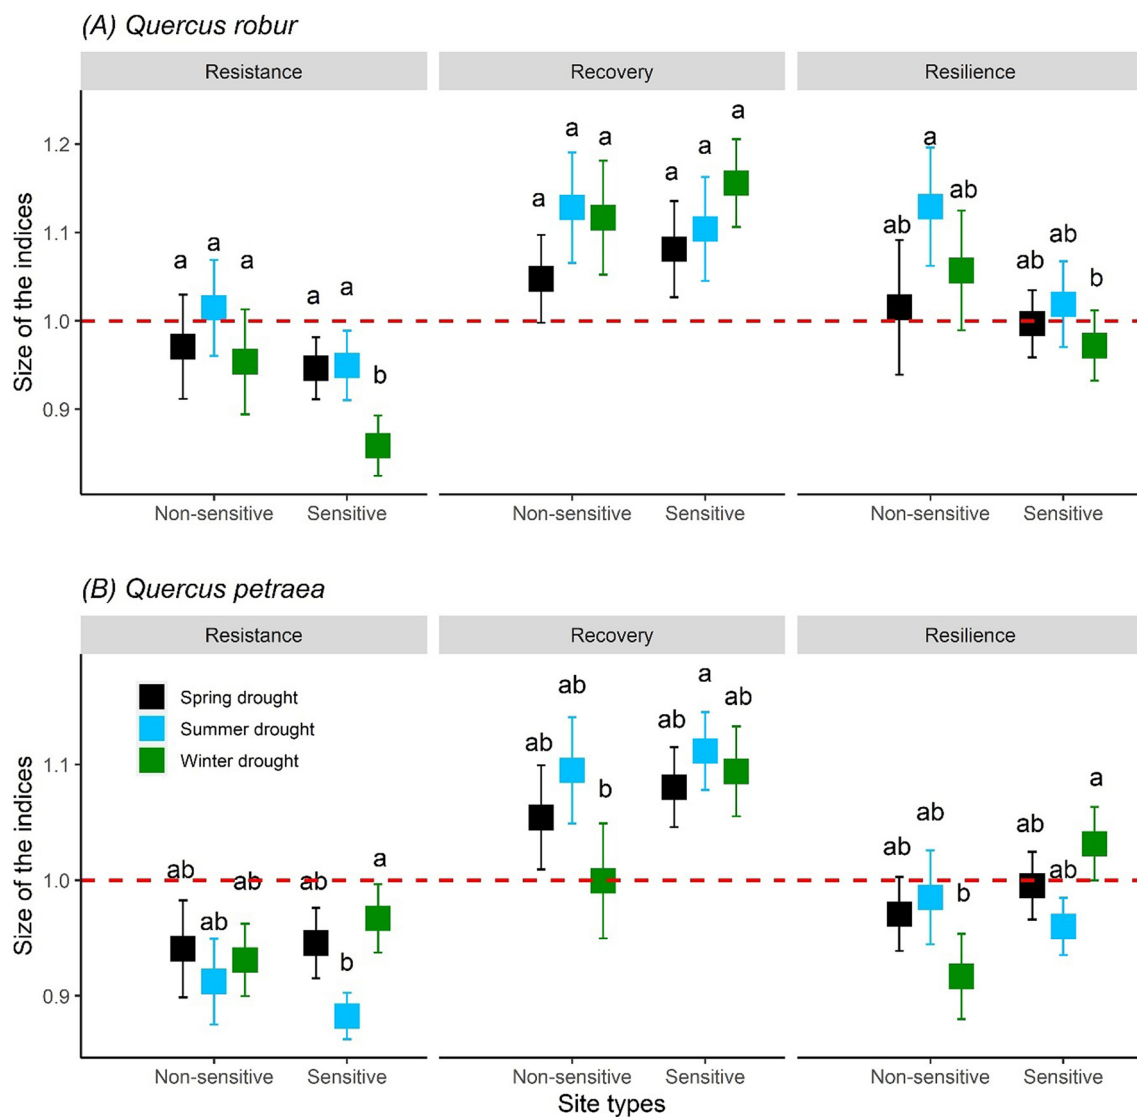 (A) Quercus robur
Resistance Recovery Resilience
Size of the indices
1.2
1.1
1.0
0.9
a a a a a b
a a a a a a
ab a ab ab ab b
Non-sensitive Sensitive Non-sensitive Sensitive Non-sensitive Sensitive
(B) Quercus petraea
Resistance Recovery Resilience
Spring drought
Summer drought
Winter drought
Size of the indices
1.1
1.0
0.9
ab ab ab ab b a
ab ab b ab a ab
ab ab b ab ab a
Non-sensitive Sensitive Non-sensitive Sensitive Non-sensitive Sensitive
Site types